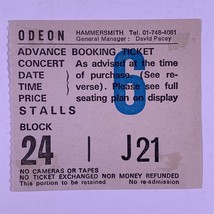 ODEON HAMMERSMITH Tel. 01-748-4081
General Manager: David Pacey
ADVANCE BOOKING TICKET
CONCERT As advised at the time
DATE of purchase. (See re-
TIME verse). Please see full
PRICE seating plan on display
6
STALLS
BLOCK
24 J21
NO CAMERAS OR TAPES
NO TICKET EXCHANGED NOR MONEY REFUNDED
This portion to be retained No re-admission